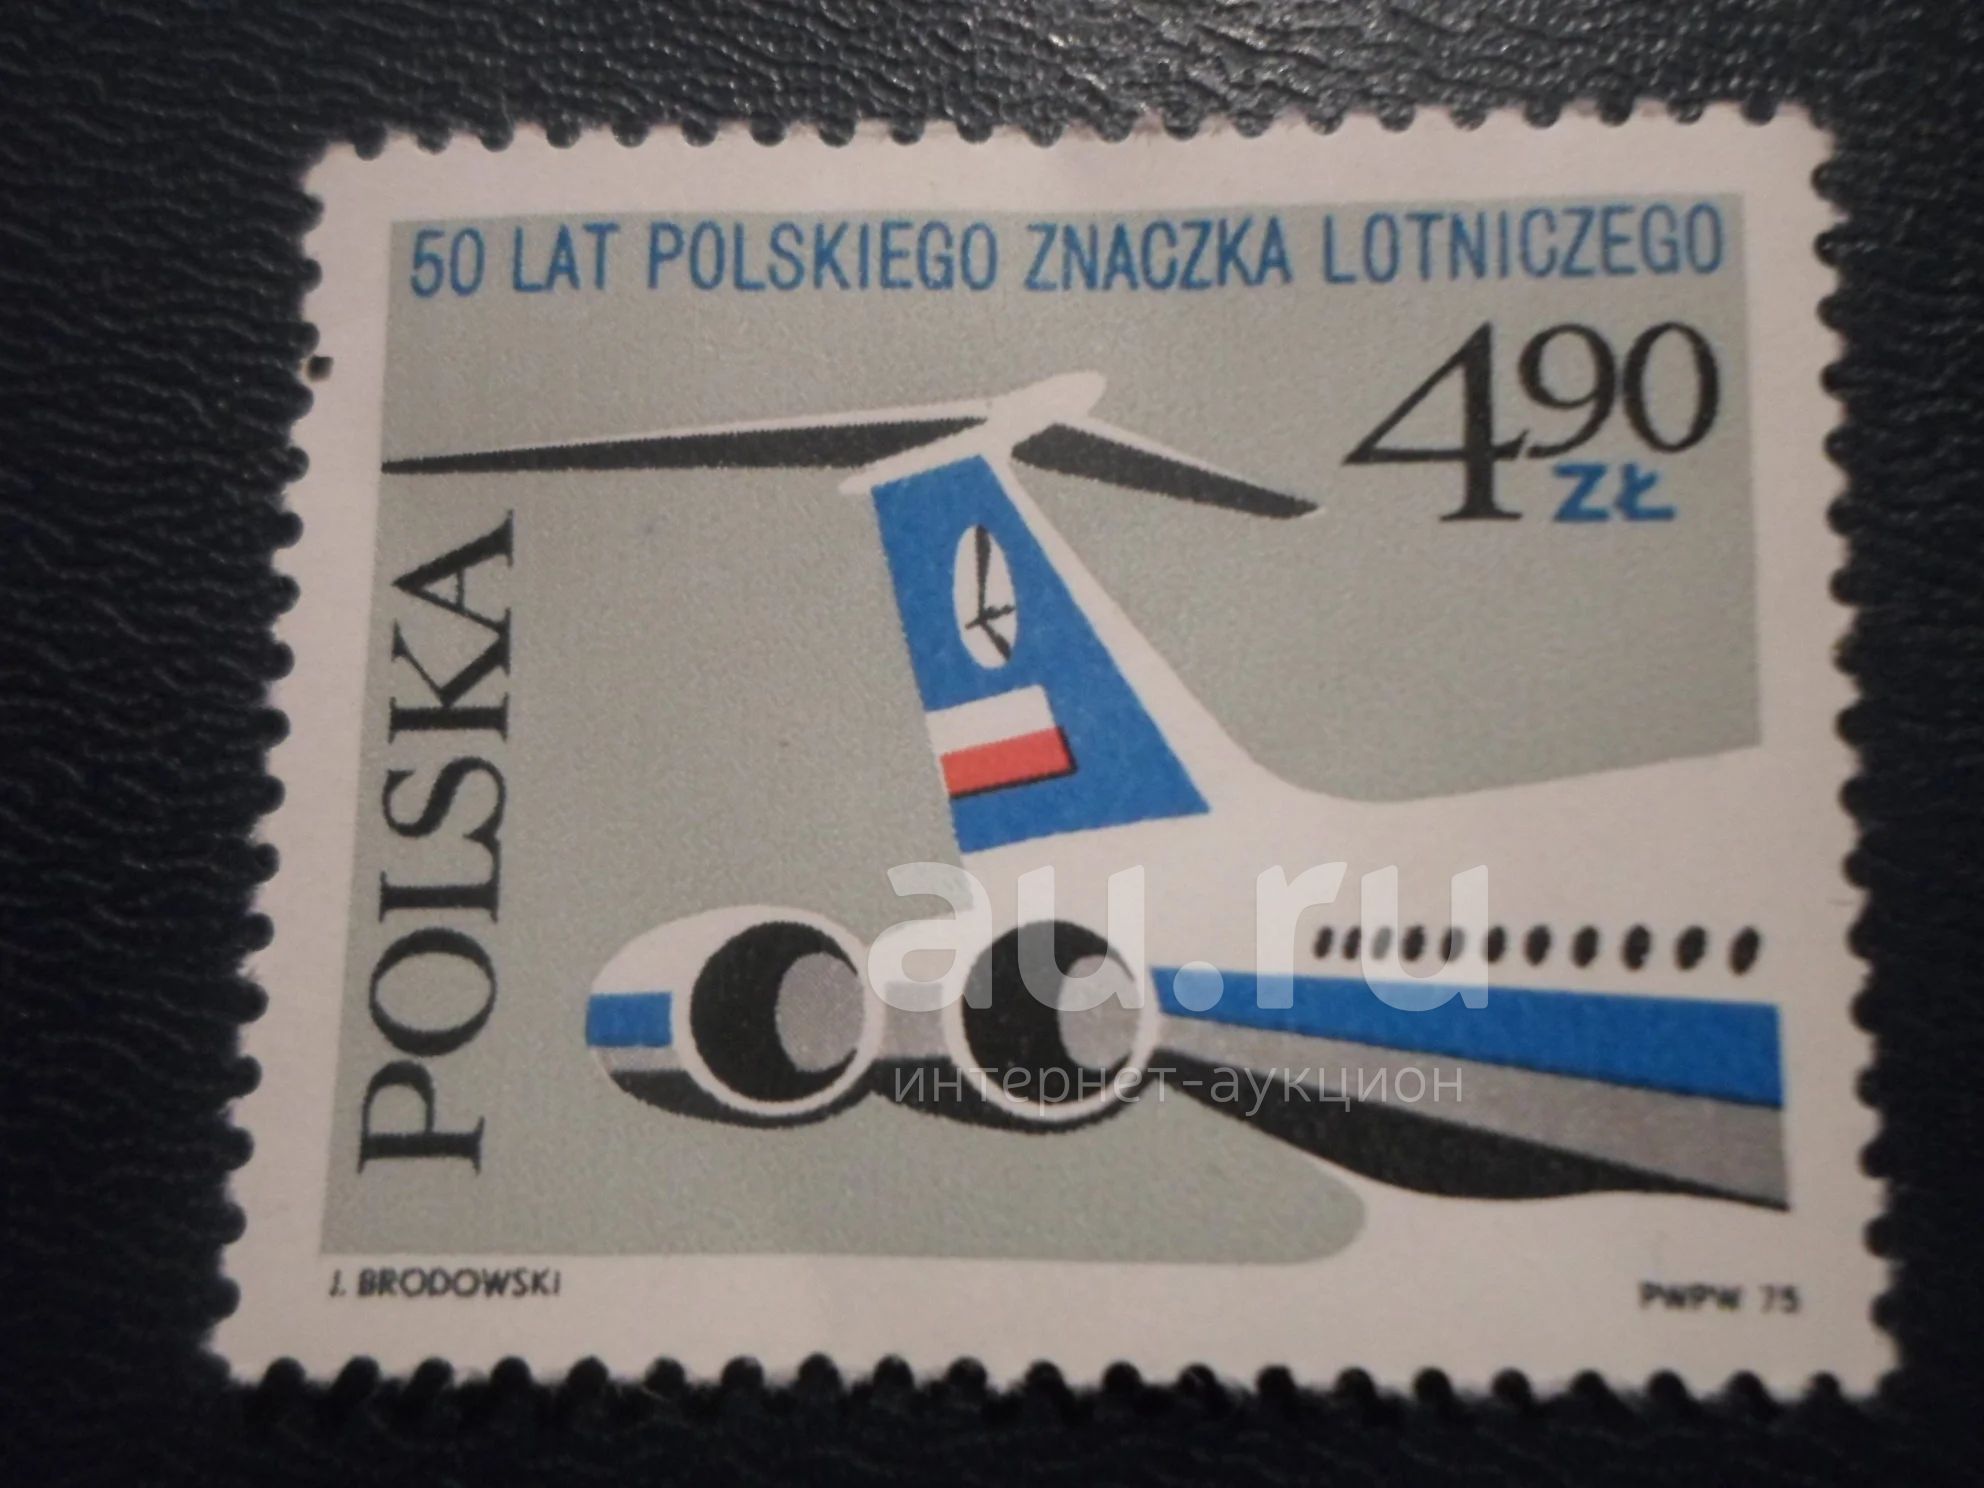 50 LAT POLSKIEGO ZNACZKA LOTNICZEGO
4,90
ZŁ
POLSKA
au.ru
интернет-аукцион
J. BRODOWSKI
PWPW 75